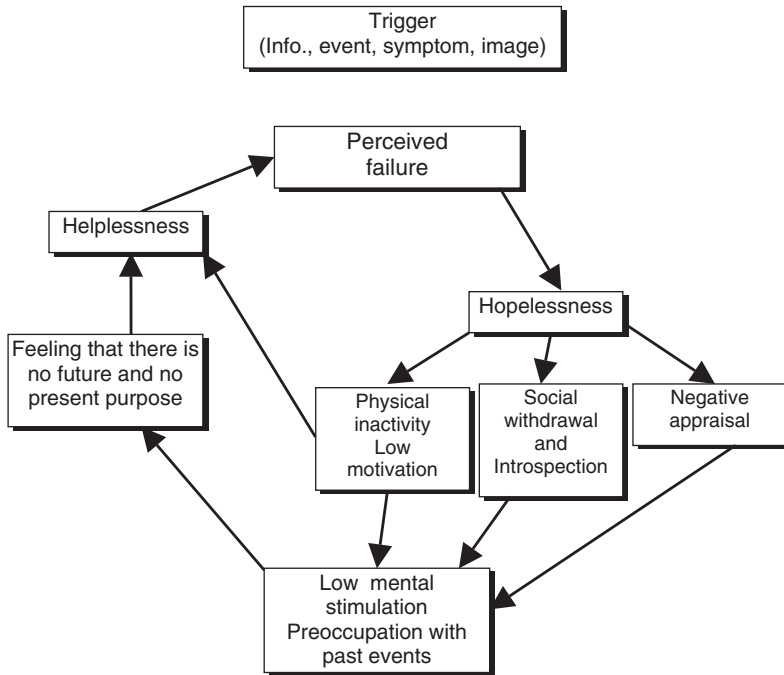 Trigger
(Info., event, symptom, image)
Perceived
failure
Helplessness
Hopelessness
Feeling that there is
no future and no
present purpose
Physical
inactivity
Low
motivation
Social
withdrawal
and
Introspection
Negative
appraisal
Low mental
stimulation
Preoccupation with
past events